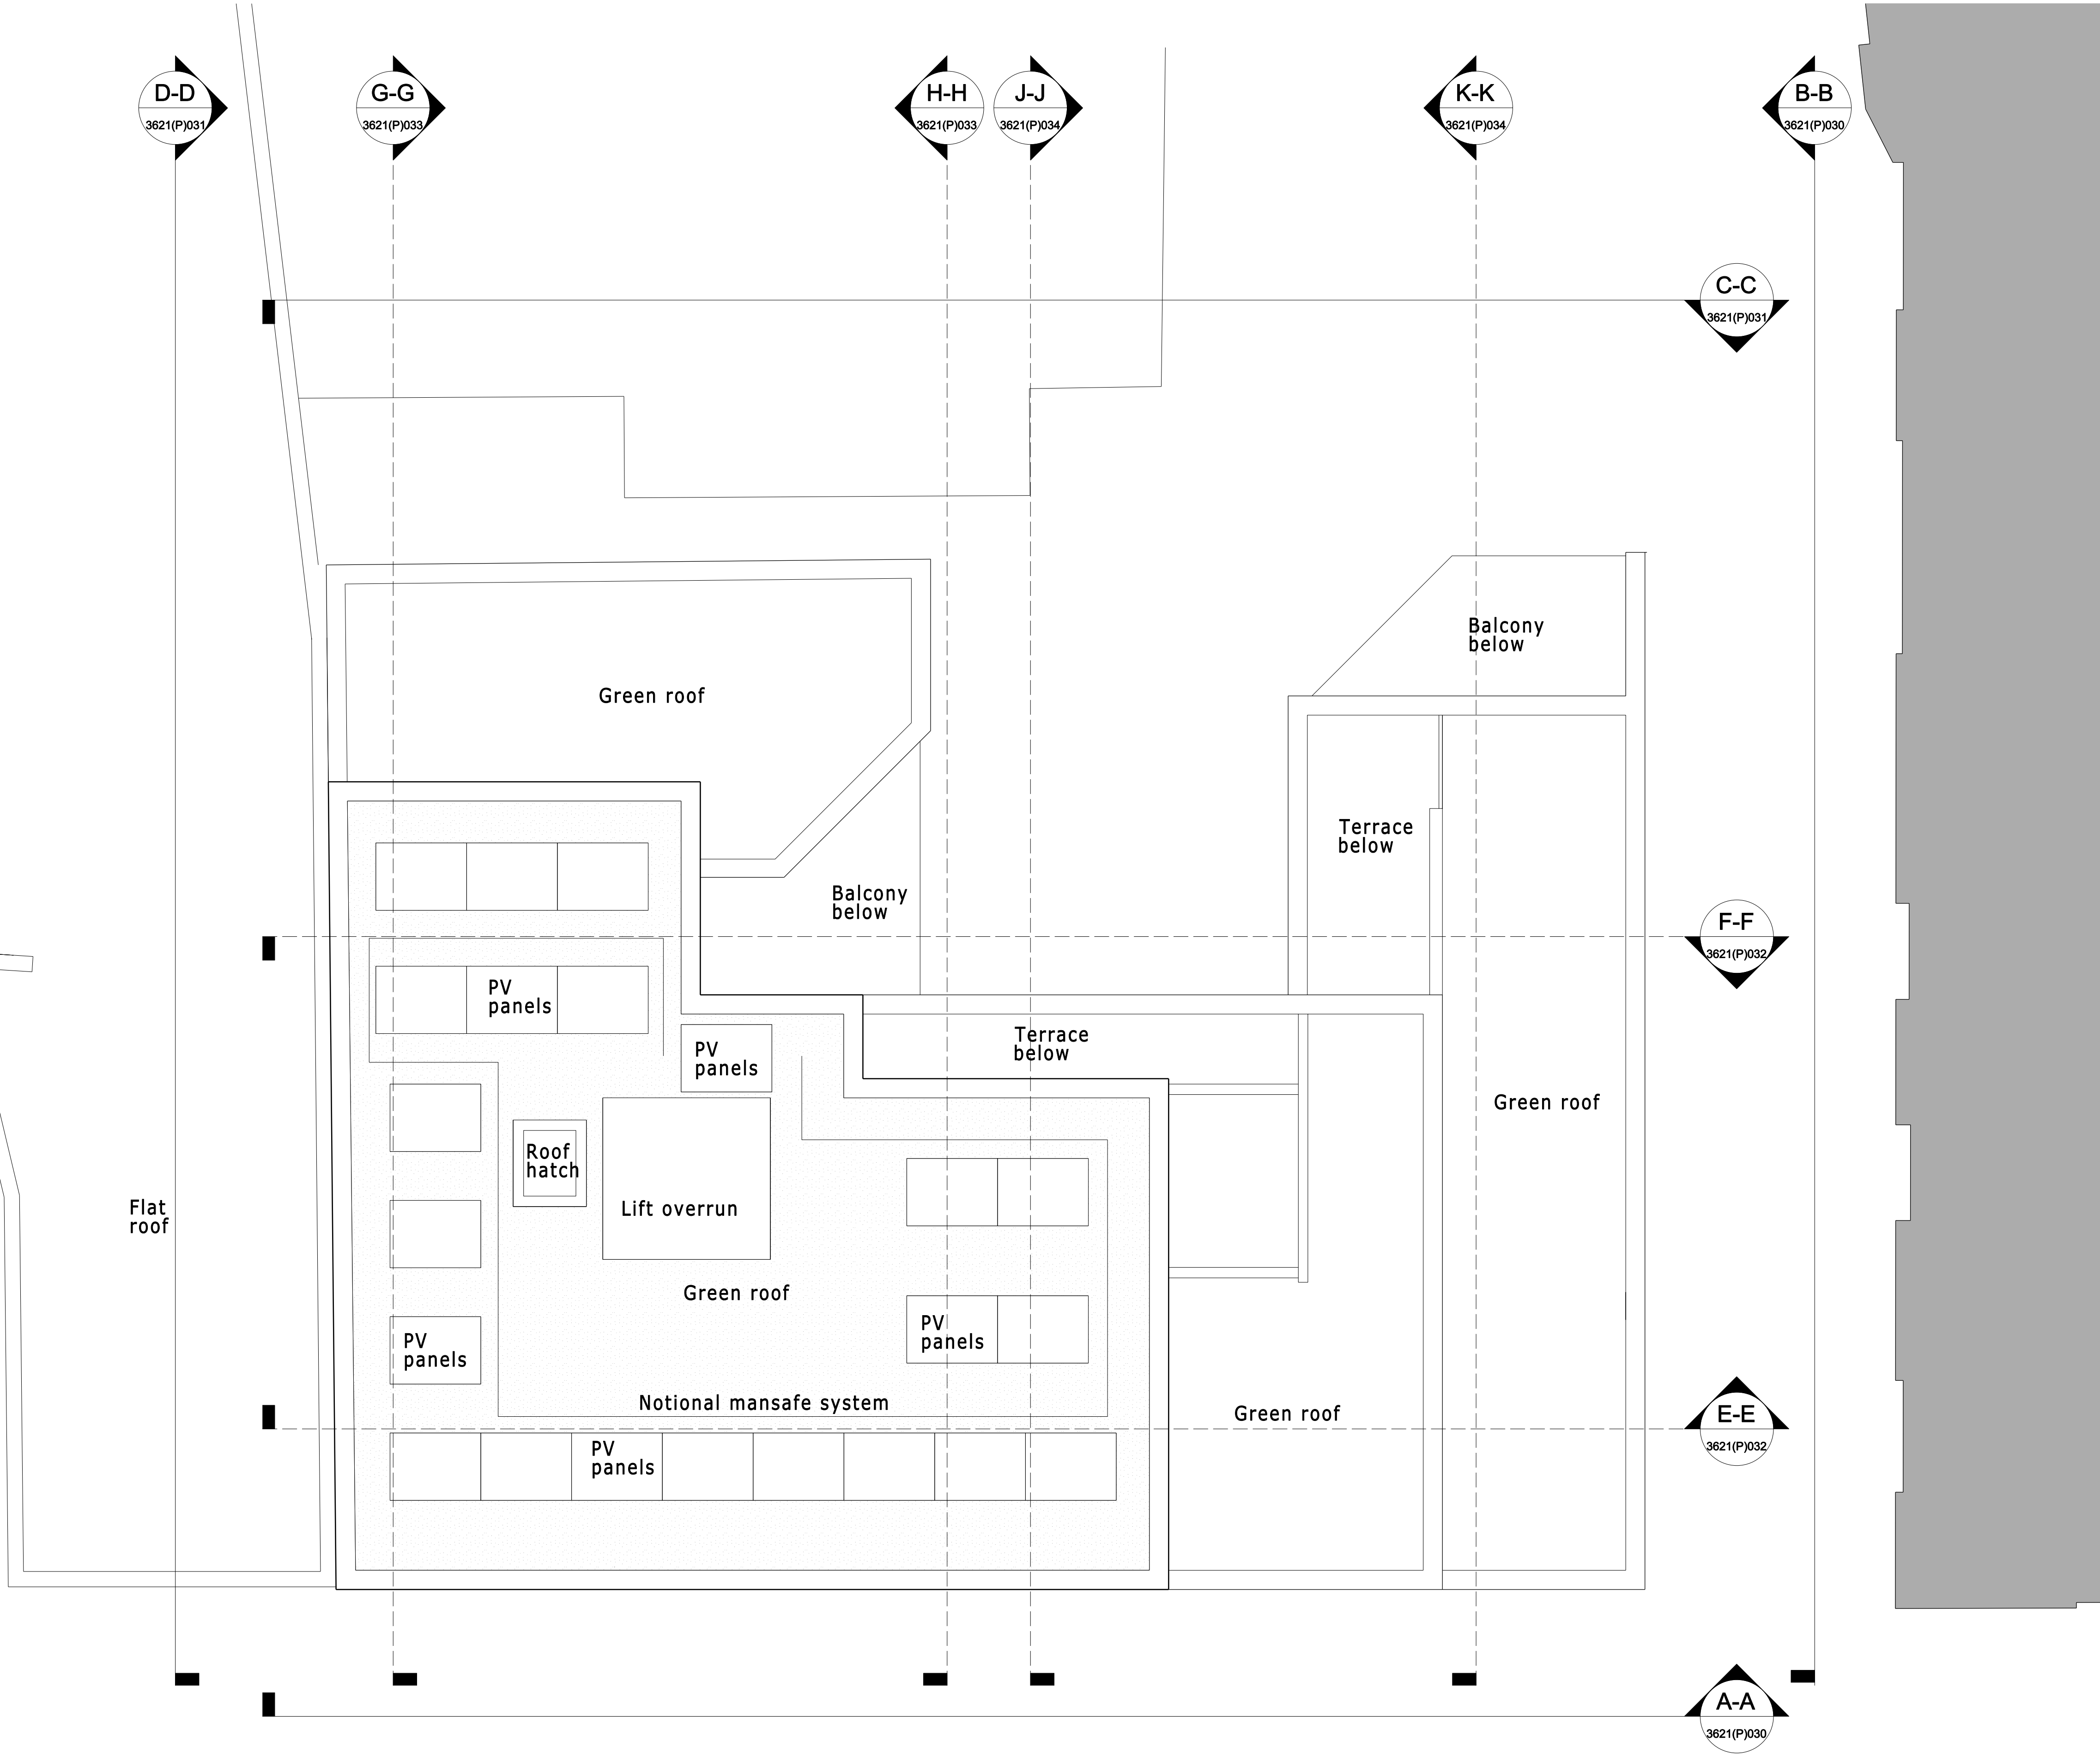 D-D
3621(P)031
G-G
3621(P)033
H-H
3621(P)033
J-J
3621(P)034
K-K
3621(P)034
B-B
3621(P)030
C-C
3621(P)031
Balcony
below
Green roof
Terrace
below
Balcony
below
F-F
3621(P)032
PV
panels
PV
panels
Terrace
below
Green roof
Roof
hatch
Lift overrun
Flat
roof
Green roof
PV
panels
PV
panels
Notional mansafe system
Green roof
E-E
3621(P)032
PV
panels
A-A
3621(P)030